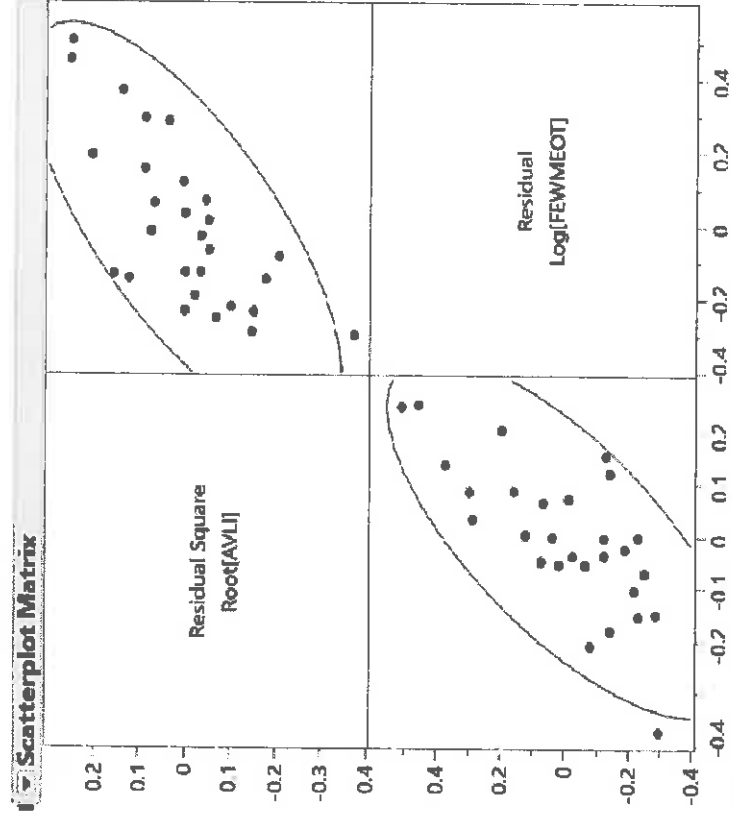 Scatterplot Matrix
0.2
0.1
0
-0.1
-0.2
-0.3
0.4
Residual Square
Root[AVLI]
0.4
0.2
0
-0.2
-0.4
Residual
Log[FEWMEOT]
-0.4 -0.2 -0.1 0 0.1 0.2 -0.4 -0.2 0 0.2 0.4